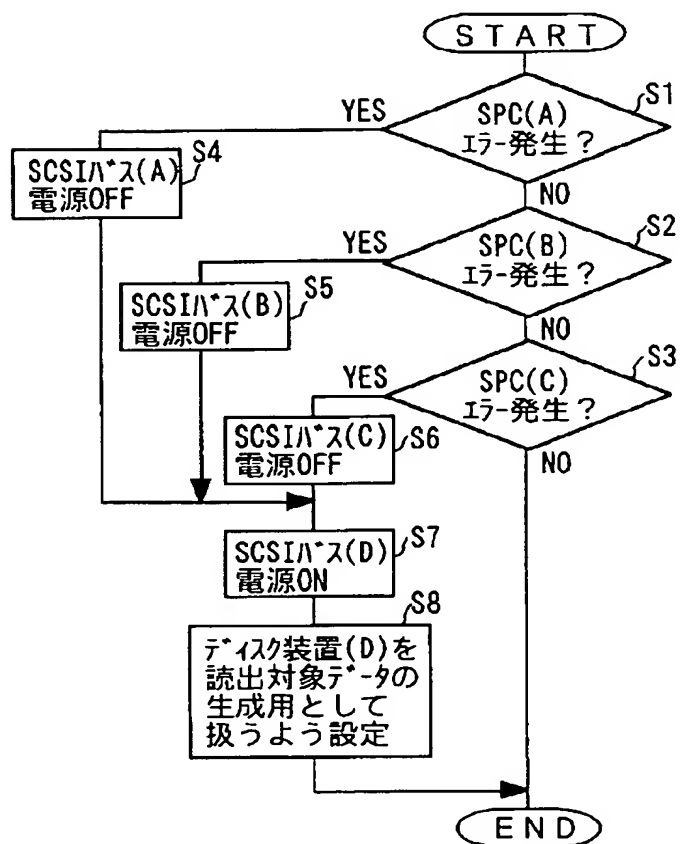 START
S1
SPC(A)
エラー発生？
YES
NO
S4
SCSIバス(A)
電源OFF
S2
SPC(B)
エラー発生？
YES
NO
S5
SCSIバス(B)
電源OFF
S3
SPC(C)
エラー発生？
YES
NO
SCSIバス(C)
電源OFF
S6
SCSIバス(D)
電源ON
S7
S8
ディスク装置(D)を
読出対象データの
生成用として
扱うよう設定
END